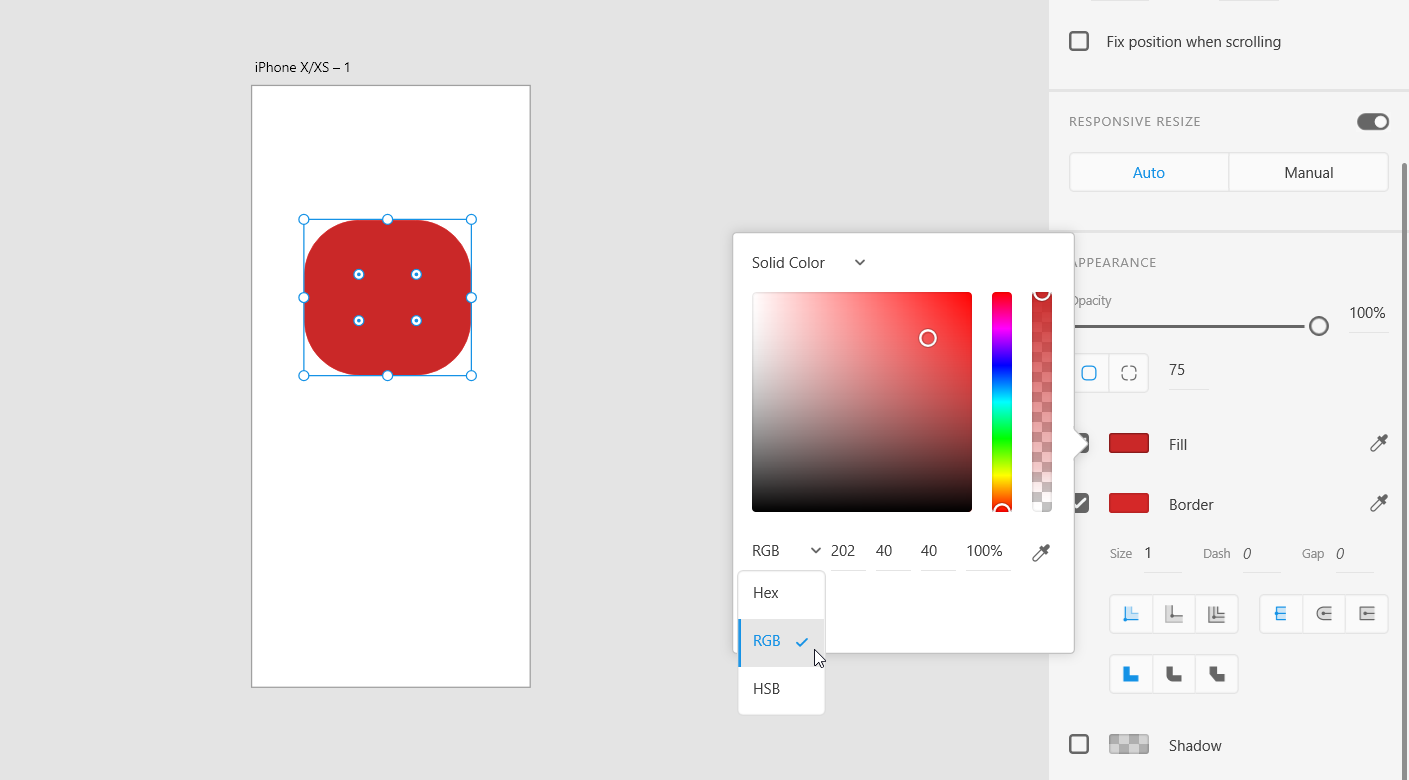 Fix position when scrolling
iPhone X/XS – 1
RESPONSIVE RESIZE
Auto Manual
Solid Color
APPEARANCE
Opacity
100%
75
Fill
Border
RGB 202 40 40 100%
Size 1 Dash 0 Gap 0
Hex
RGB
HSB
Shadow